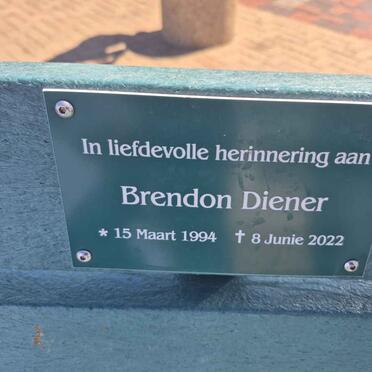 In liefdevolle herinnering aan
Brendon Diener
* 15 Maart 1994 † 8 Junie 2022